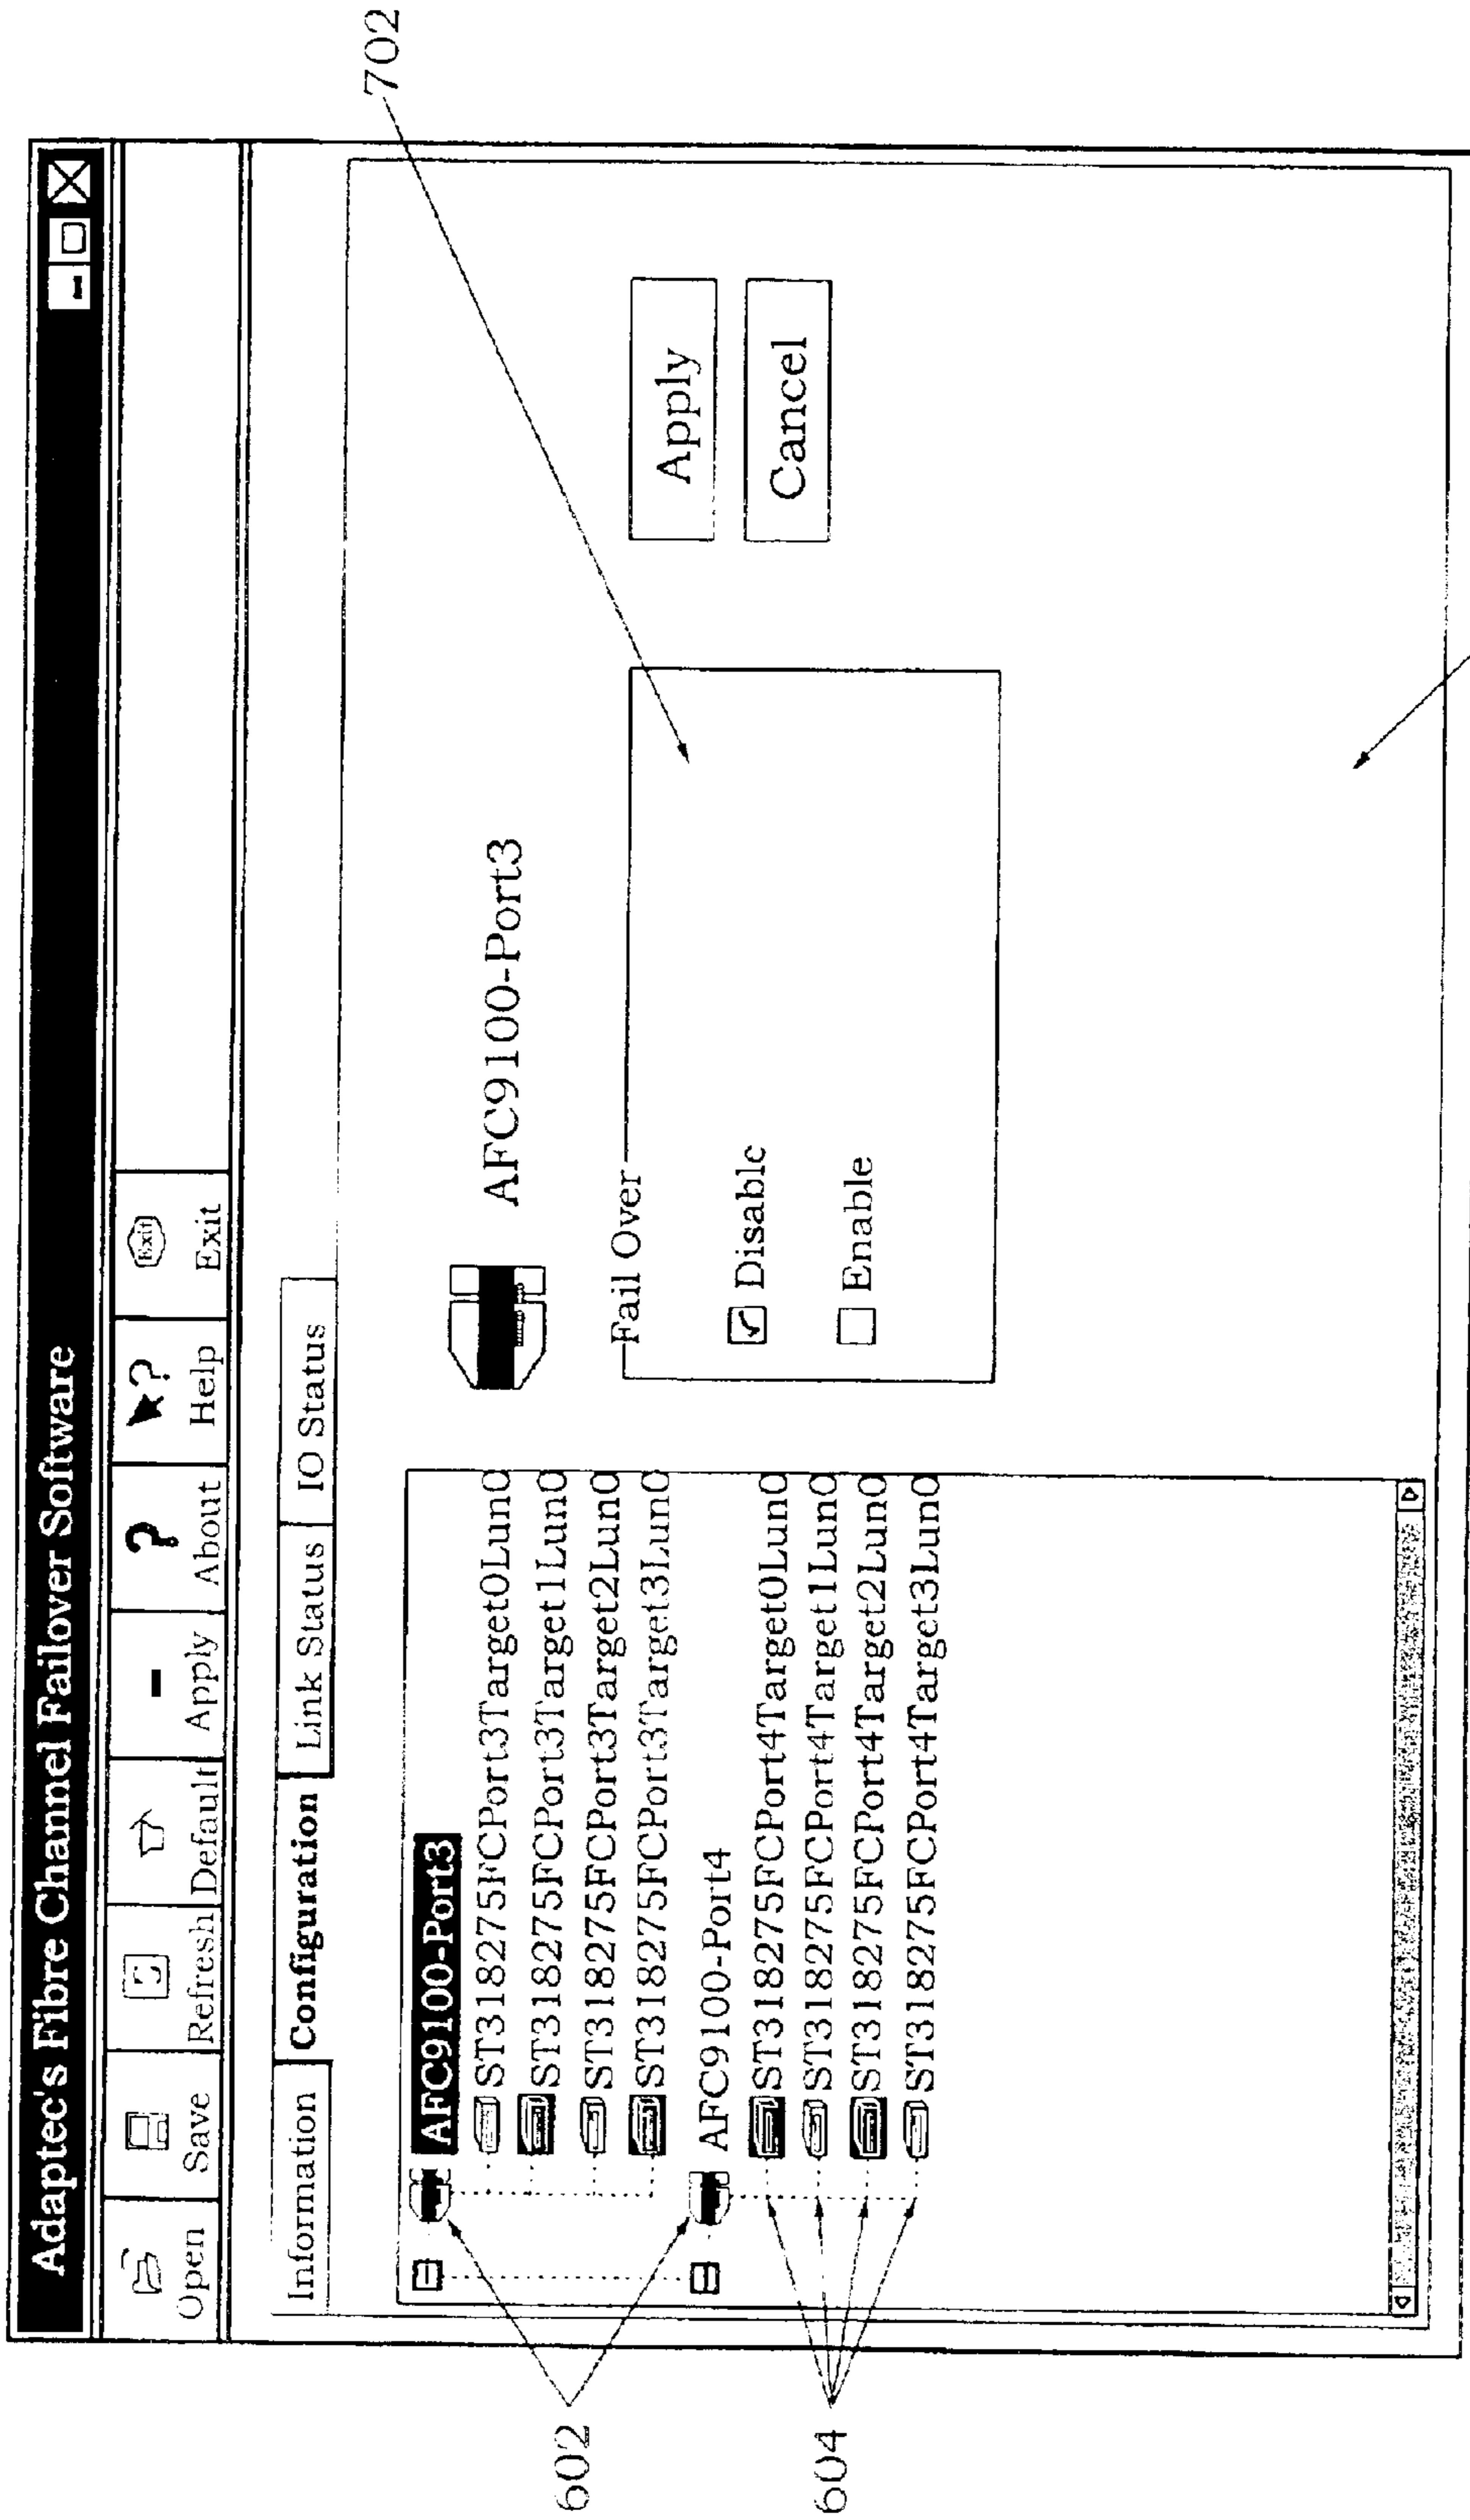 Adaptec's Fibre Channel Failover Software
Open Save Refresh Default Apply About Help Exit
Exit
Information Configuration Link Status IO Status
AFC9100-Port3
ST318275FCPort3Target0Lun0
ST318275FCPort3Target1Lun0
ST318275FCPort3Target2Lun0
ST318275FCPort3Target3Lun0
AFC9100-Port4
ST318275FCPort4Target0Lun0
ST318275FCPort4Target1Lun0
ST318275FCPort4Target2Lun0
ST318275FCPort4Target3Lun0
AFC9100-Port3
Fail Over
Disable
Enable
Apply
Cancel
602
604
702